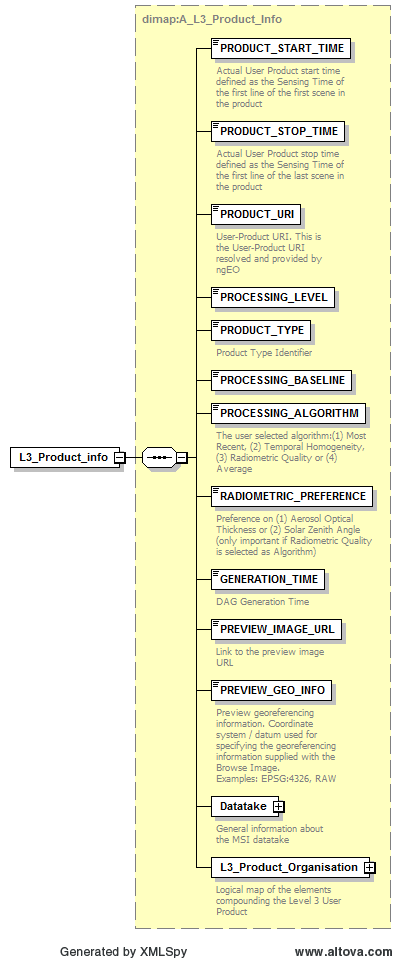 dimap:A_L3_Product_Info
PRODUCT_START_TIME
Actual User Product start time
defined as the Sensing Time of
the first line of the first scene in
the product
PRODUCT_STOP_TIME
Actual User Product stop time
defined as the Sensing Time of
the first line of the last scene in
the product
PRODUCT_URI
User-Product URI. This is
the User-Product URI
resolved and provided by
ngEO
PROCESSING_LEVEL
PRODUCT_TYPE
Product Type Identifier
PROCESSING_BASELINE
PROCESSING_ALGORITHM
The user selected algorithm:(1) Most
Recent, (2) Temporal Homogeneity,
(3) Radiometric Quality or (4)
Average
L3_Product_info
RADIOMETRIC_PREFERENCE
Preference on (1) Aerosol Optical
Thickness or (2) Solar Zenith Angle
(only important if Radiometric Quality
is selected as Algorithm)
GENERATION_TIME
DAG Generation Time
PREVIEW_IMAGE_URL
Link to the preview image
URL
PREVIEW_GEO_INFO
Preview georeferencing
information. Coordinate
system / datum used for
specifying the georeferencing
information supplied with the
Browse Image.
Examples: EPSG:4326, RAW
Datatake
General information about
the MSI datatake
L3_Product_Organisation
Logical map of the elements
compounding the Level 3 User
Product
Generated by XMLSpy
www.altova.com